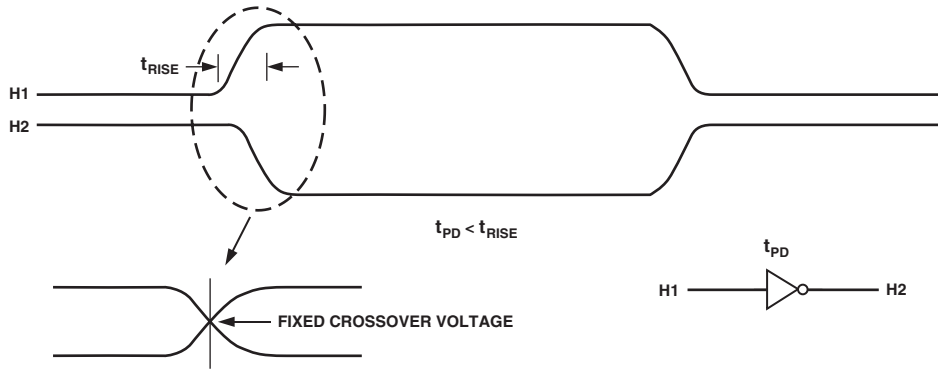 tRISE
H1
H2
tPD < tRISE
tPD
H1
H2
FIXED CROSSOVER VOLTAGE